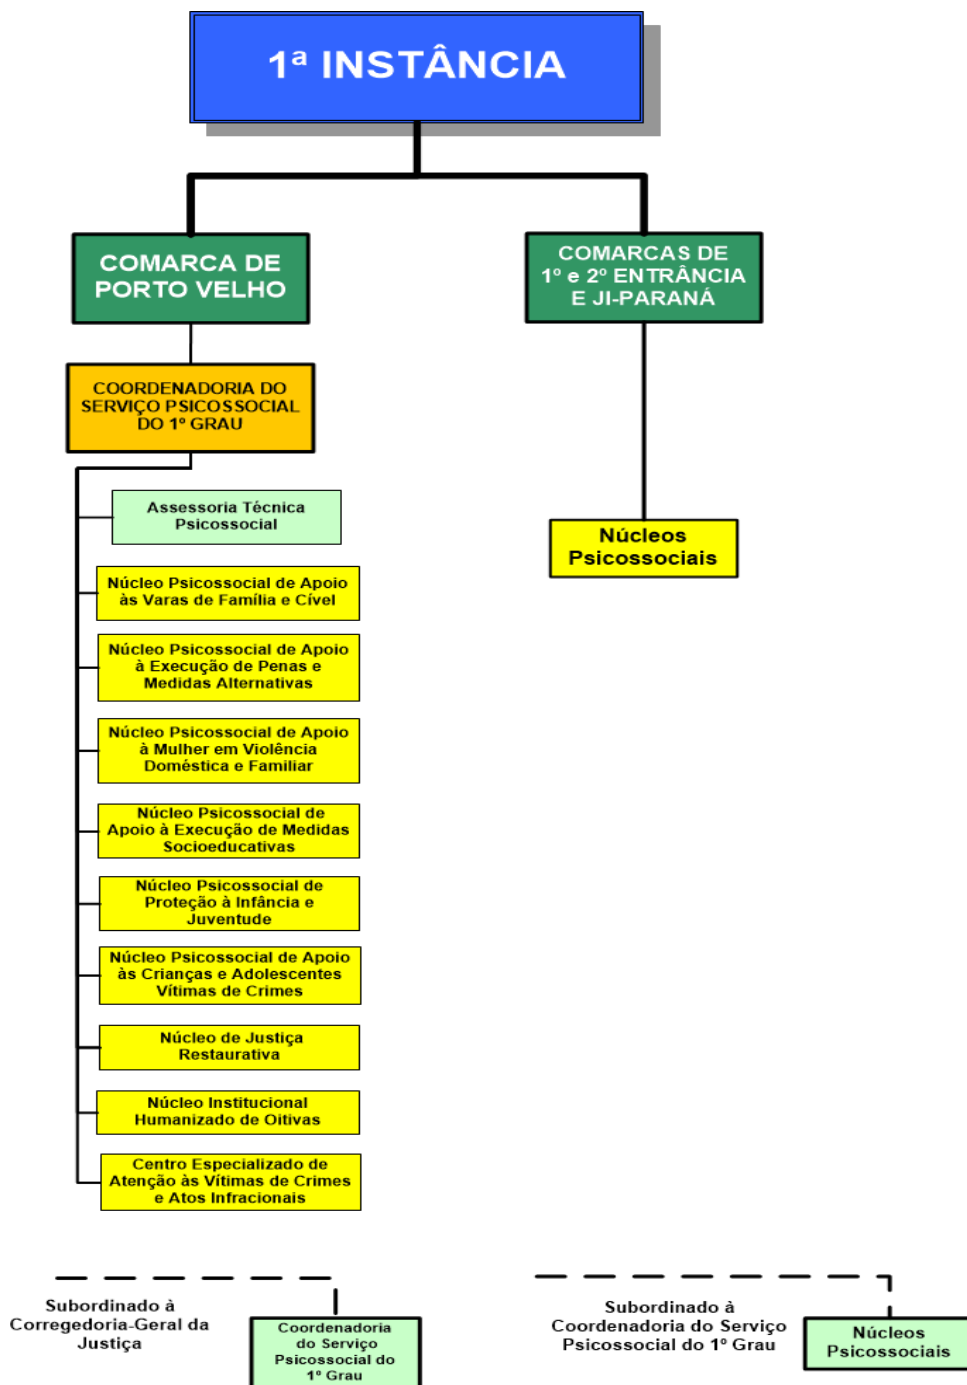 1ª INSTÂNCIA
COMARCA DE
PORTO VELHO
COMARCAS DE
1º e 2º ENTRÂNCIA
E JI-PARANÁ
COORDENADORIA DO
SERVIÇO PSICOSSOCIAL
DO 1º GRAU
Assessoria Técnica
Psicossocial
Núcleos
Psicossociais
Núcleo Psicossocial de Apoio
às Varas de Família e Cível
Núcleo Psicossocial de Apoio
à Execução de Penas e
Medidas Alternativas
Núcleo Psicossocial de Apoio
à Mulher em Violência
Doméstica e Familiar
Núcleo Psicossocial de
Apoio à Execução de Medidas
Socioeducativas
Núcleo Psicossocial de
Proteção à Infância e
Juventude
Núcleo Psicossocial de Apoio
às Crianças e Adolescentes
Vítimas de Crimes
Núcleo de Justiça
Restaurativa
Núcleo Institucional
Humanizado de Oitivas
Centro Especializado de
Atenção às Vítimas de Crimes
e Atos Infracionais
Subordinado à
Corregedoria-Geral da
Justiça
Coordenadoria
do Serviço
Psicossocial do
1º Grau
Subordinado à
Coordenadoria do Serviço
Psicossocial do 1º Grau
Núcleos
Psicossociais